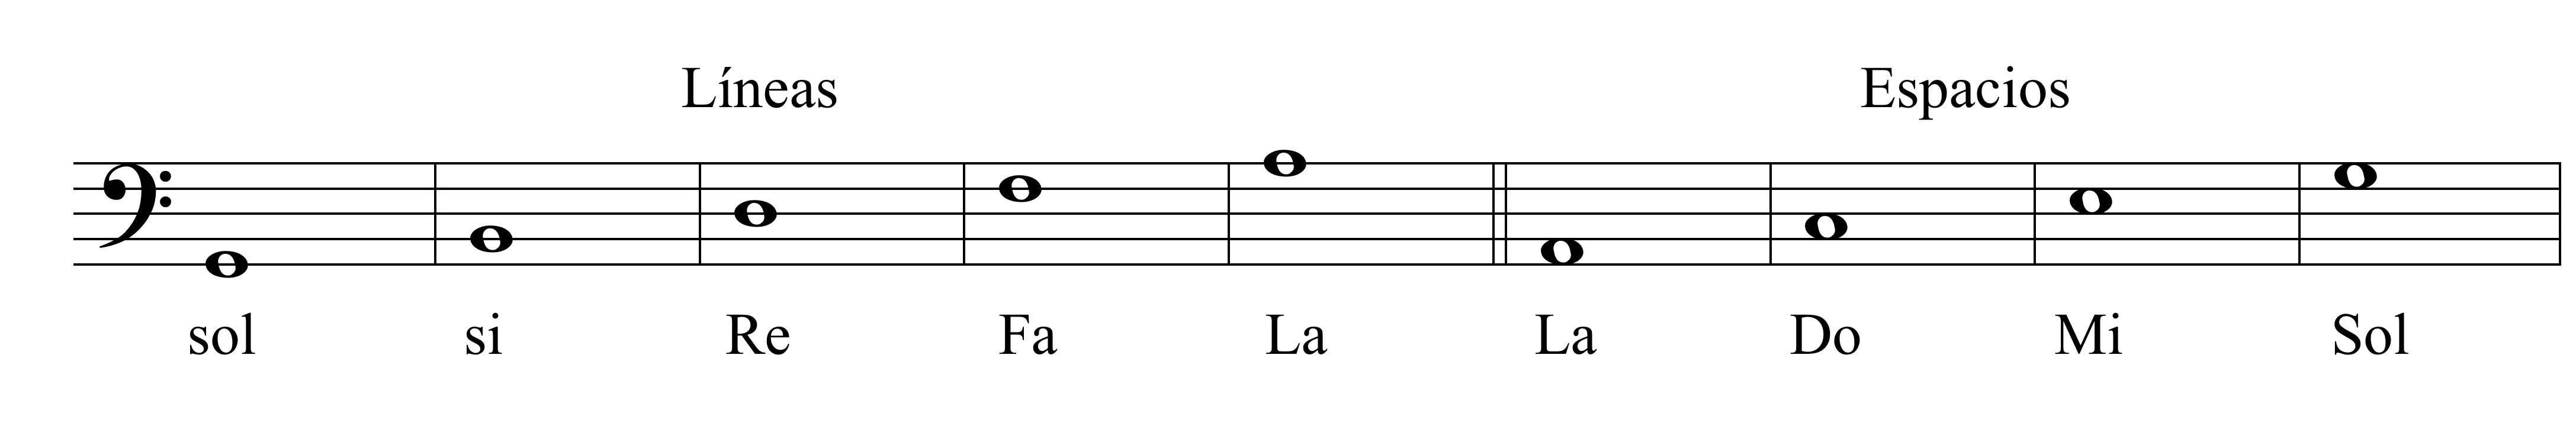 Líneas Espacios
sol si Re Fa La La Do Mi Sol